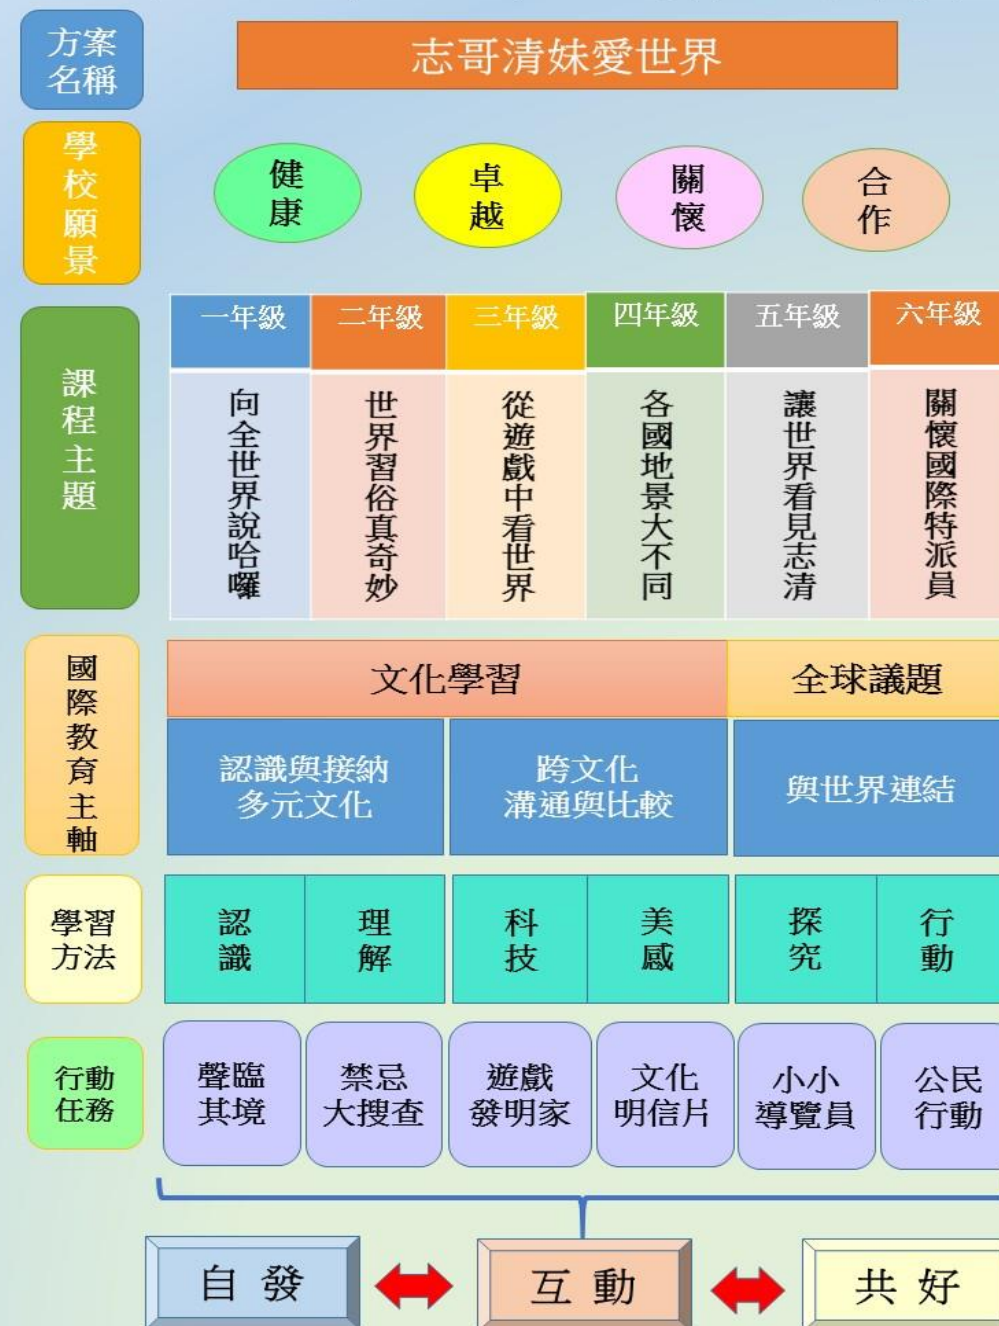 方案
名稱
志哥清妹愛世界
學校願景
健康
卓越
關懷
合作
課程主題
一年級
二年級
三年級
四年級
五年級
六年級
向全世界說哈囉
世界習俗真奇妙
從遊戲中看世界
各國地景大不同
讓世界看見志清
關懷國際特派員
國際教育主軸
文化學習
全球議題
認識與接納
多元文化
跨文化
溝通與比較
與世界連結
學習
方法
認識
理解
科技
美感
探究
行動
行動
任務
聲臨
其境
禁忌
大搜查
遊戲
發明家
文化
明信片
小小
導覽員
公民
行動
自發
互動
共好